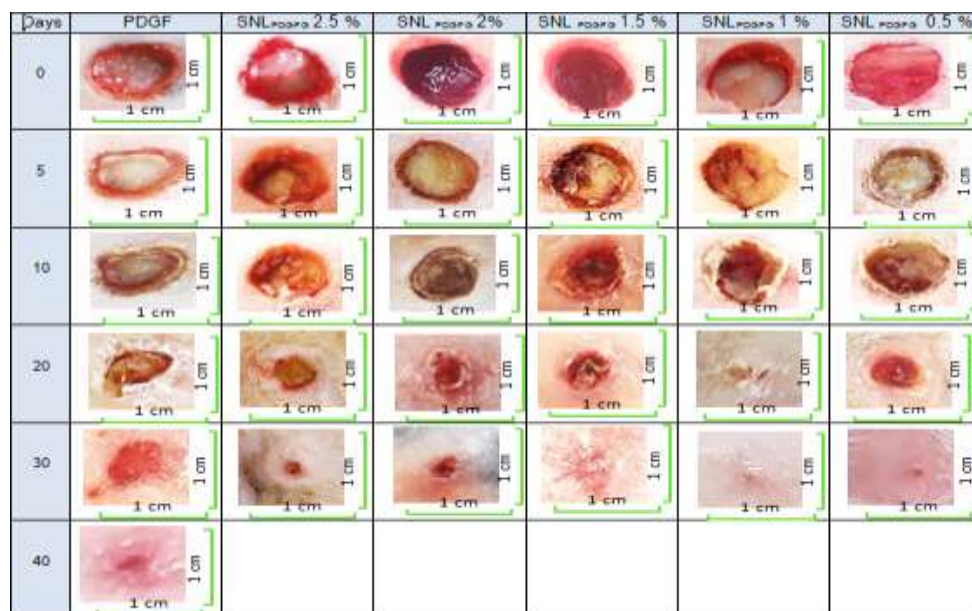 Days PDGF SNL PDGFG 2.5 % SNL PDGFG 2% SNL PDGFG 1.5 % SNL PDGFG 1 % SNL PDGFG 0.5 %
0 1 cm 1 cm 1 cm 1 cm 1 cm 1 cm
1 cm 1 cm 1 cm 1 cm 1 cm 1 cm
5 1 cm 1 cm 1 cm 1 cm 1 cm 1 cm
1 cm 1 cm 1 cm 1 cm 1 cm 1 cm
10 1 cm 1 cm 1 cm 1 cm 1 cm 1 cm
1 cm 1 cm 1 cm 1 cm 1 cm 1 cm
20 1 cm 1 cm 1 cm 1 cm 1 cm 1 cm
1 cm 1 cm 1 cm 1 cm 1 cm 1 cm
30 1 cm 1 cm 1 cm 1 cm 1 cm 1 cm
1 cm 1 cm 1 cm 1 cm 1 cm 1 cm
40 1 cm
1 cm